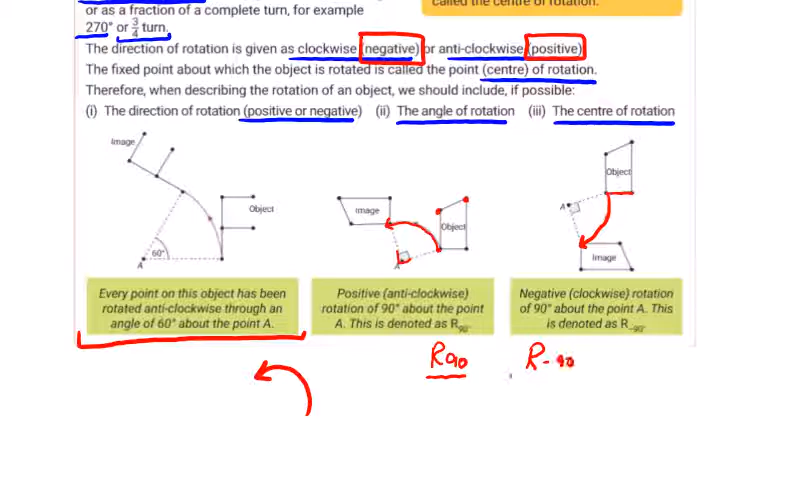 called the centre of rotation.
or as a fraction of a complete turn, for example
270° or 3/4 turn.
The direction of rotation is given as clockwise (negative) or anti-clockwise (positive)
The fixed point about which the object is rotated is called the point (centre) of rotation.
Therefore, when describing the rotation of an object, we should include, if possible:
(i) The direction of rotation (positive or negative) (ii) The angle of rotation (iii) The centre of rotation
Image
Object
60°
A
Image
Object
A
Object
A
Image
Every point on this object has been
rotated anti-clockwise through an
angle of 60° about the point A.
Positive (anti-clockwise)
rotation of 90° about the point
A. This is denoted as R90°
Negative (clockwise) rotation
of 90° about the point A. This
is denoted as R−90°
R90
R-90